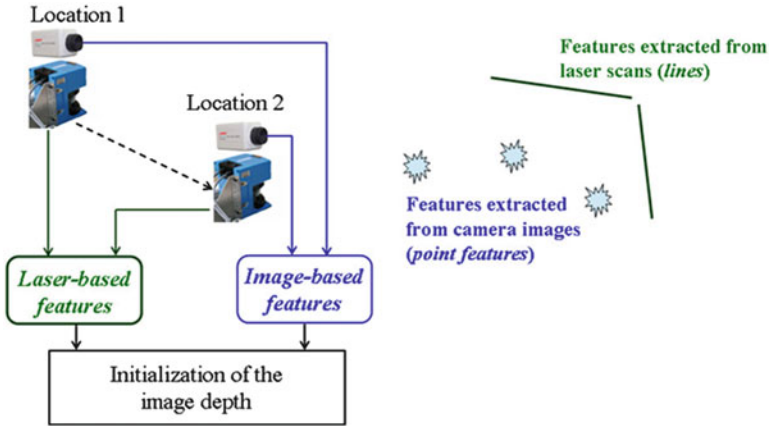 Location 1
Location 2
Features extracted from
laser scans (lines)
Features extracted
from camera images
(point features)
Laser-based
features
Image-based
features
Initialization of the
image depth